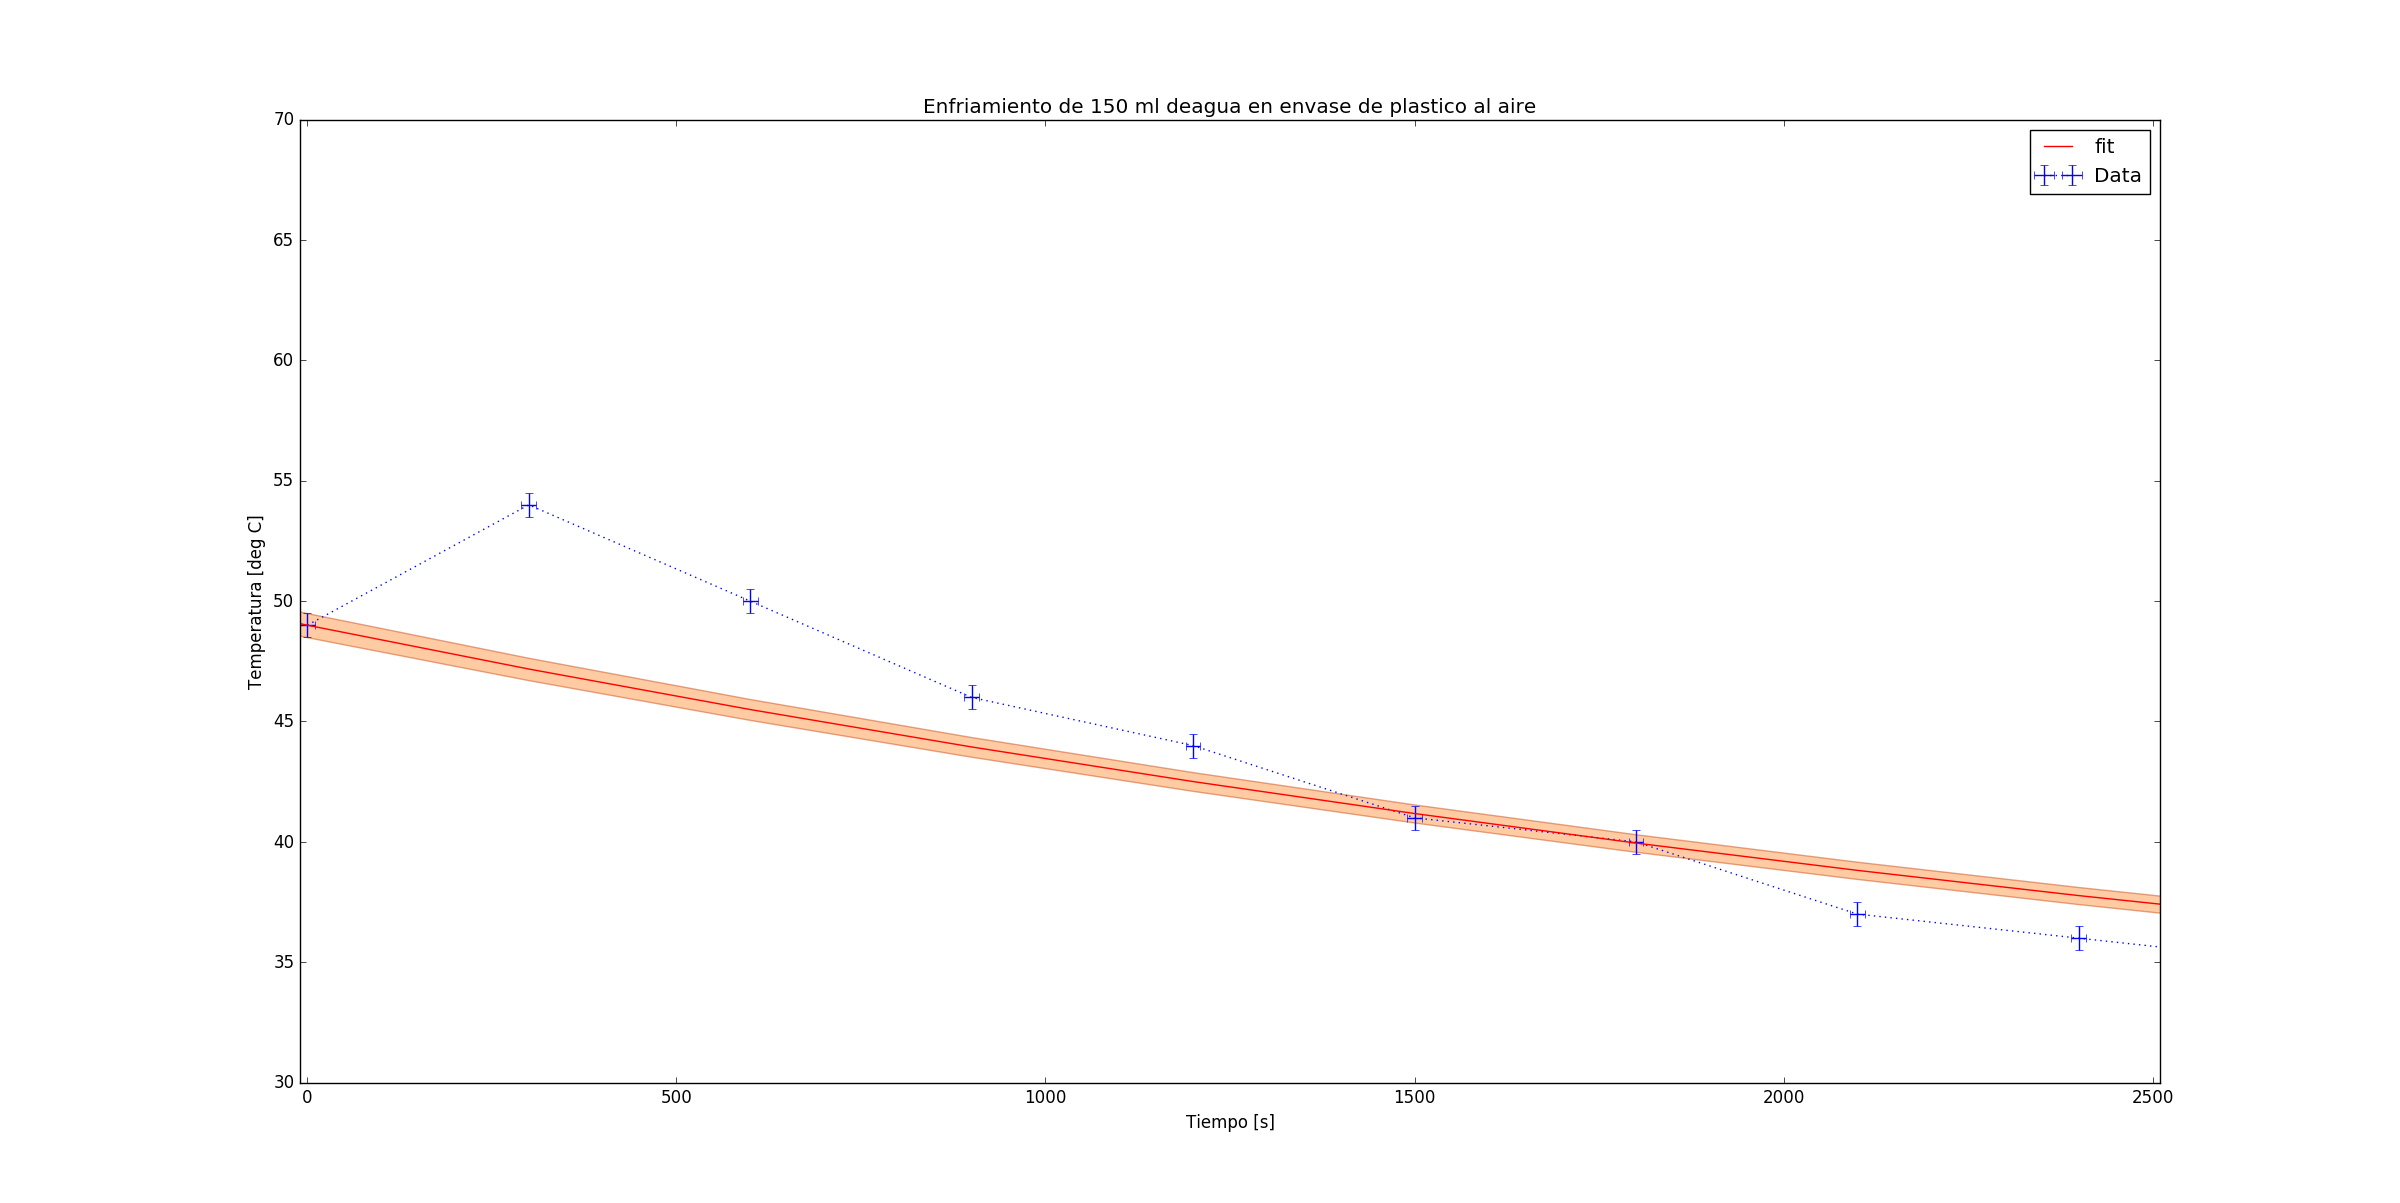 Enfriamiento de 150 ml deagua en envase de plastico al aire
fit
Data
Temperatura [deg C]
70
65
60
55
50
45
40
35
30
0 500 1000 1500 2000 2500
Tiempo [s]